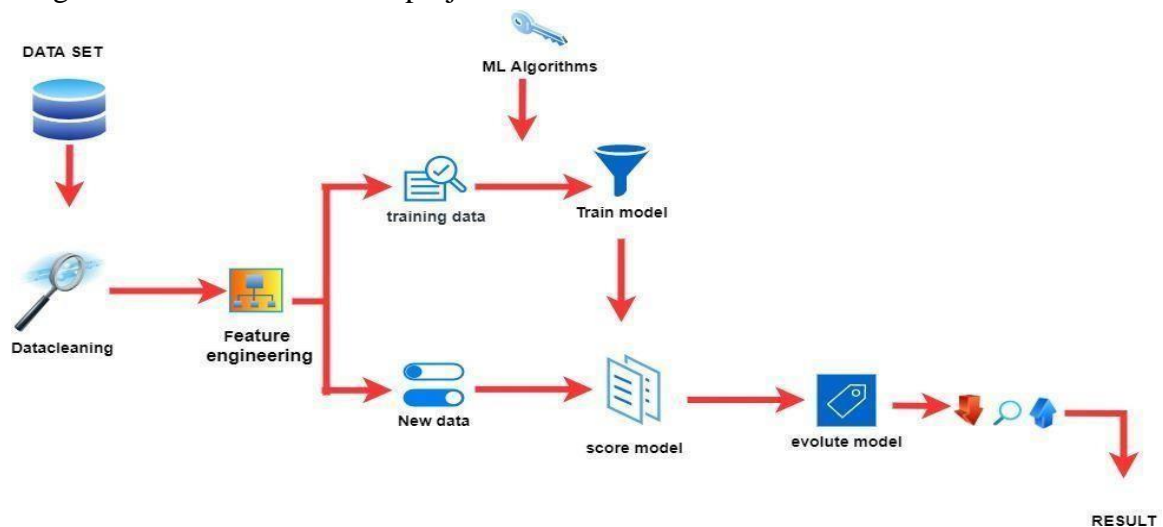 DATA SET
ML Algorithms
training data
Train model
Datacleaning
Feature
engineering
New data
score model
evolute model
RESULT